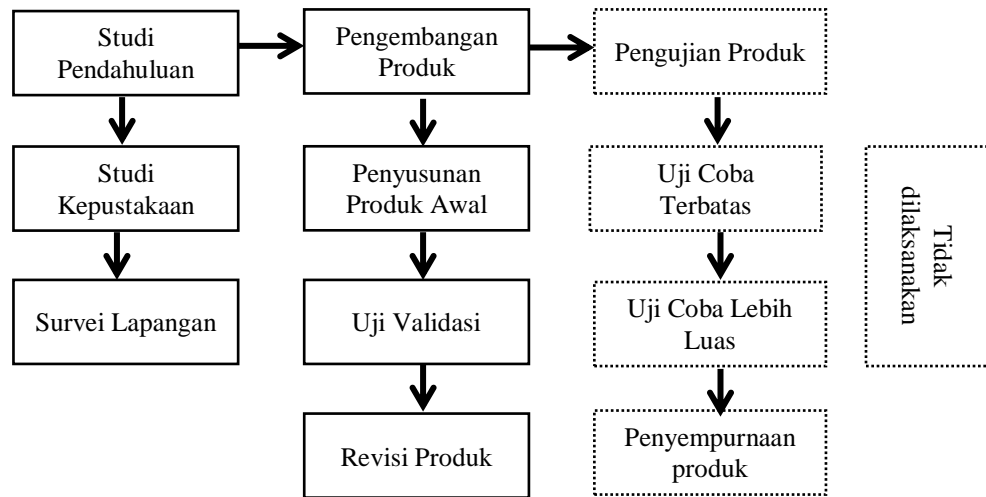 Studi
Pendahuluan
Pengembangan
Produk
Pengujian Produk
Studi
Kepustakaan
Penyusunan
Produk Awal
Uji Coba
Terbatas
Tidak
dilaksanakan
Survei Lapangan
Uji Validasi
Uji Coba Lebih
Luas
Revisi Produk
Penyempurnaan
produk